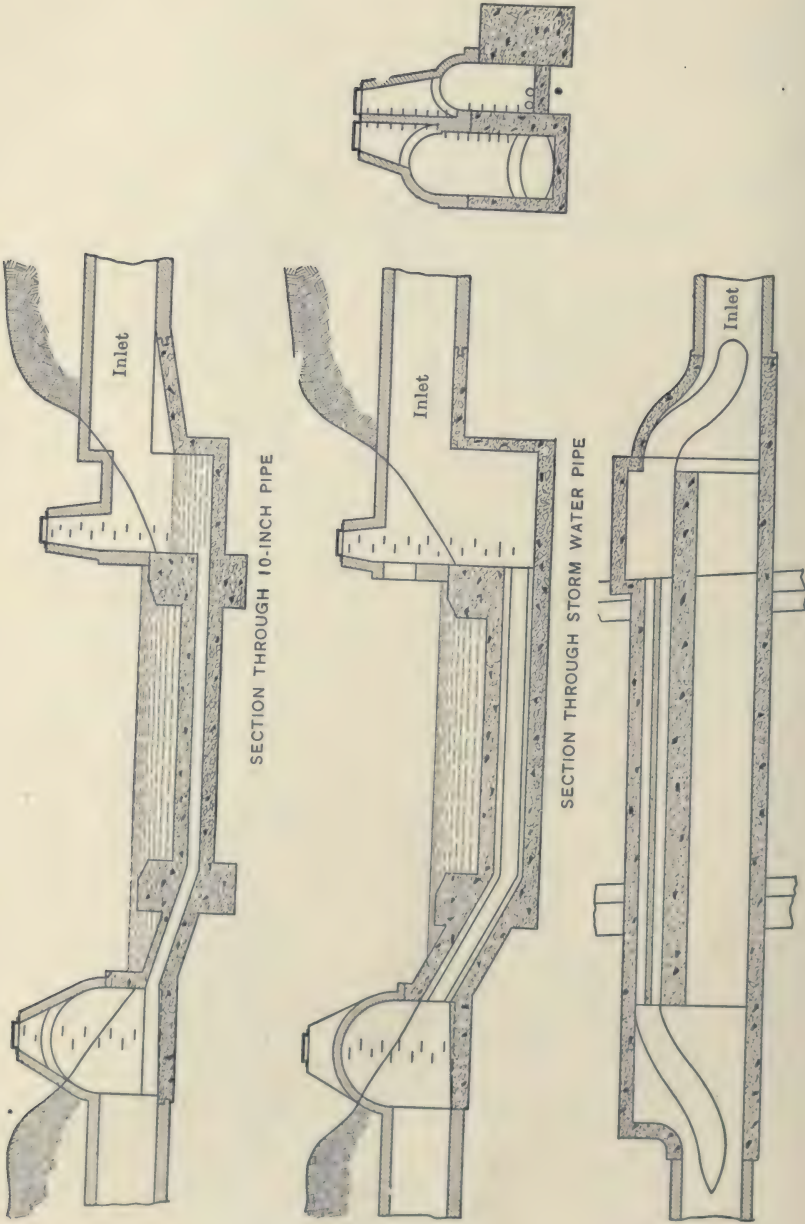 Inlet
SECTION THROUGH 10-INCH PIPE
Inlet
SECTION THROUGH STORM WATER PIPE
Inlet